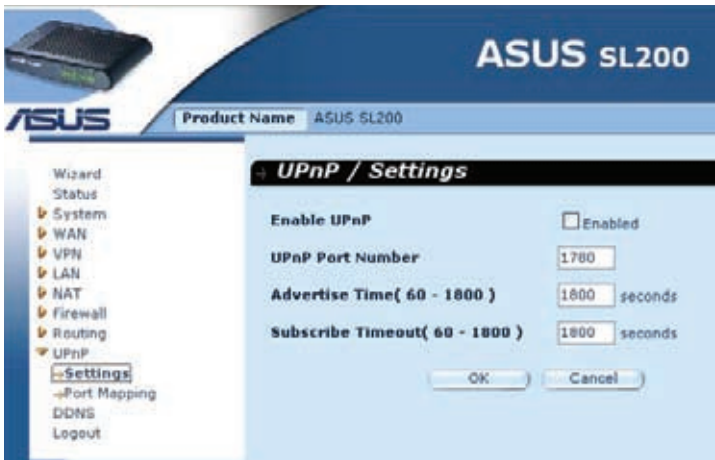 ASUS SL200
ASUS
Product Name ASUS SL200
Wizard
Status
System
WAN
VPN
LAN
NAT
Firewall
Routing
UPnP
Settings
Port Mapping
DDNS
Logout
UPnP / Settings
Enable UPnP Enabled
UPnP Port Number 1780
Advertise Time( 60 - 1800 ) 1800 seconds
Subscribe Timeout( 60 - 1800 ) 1800 seconds
OK Cancel